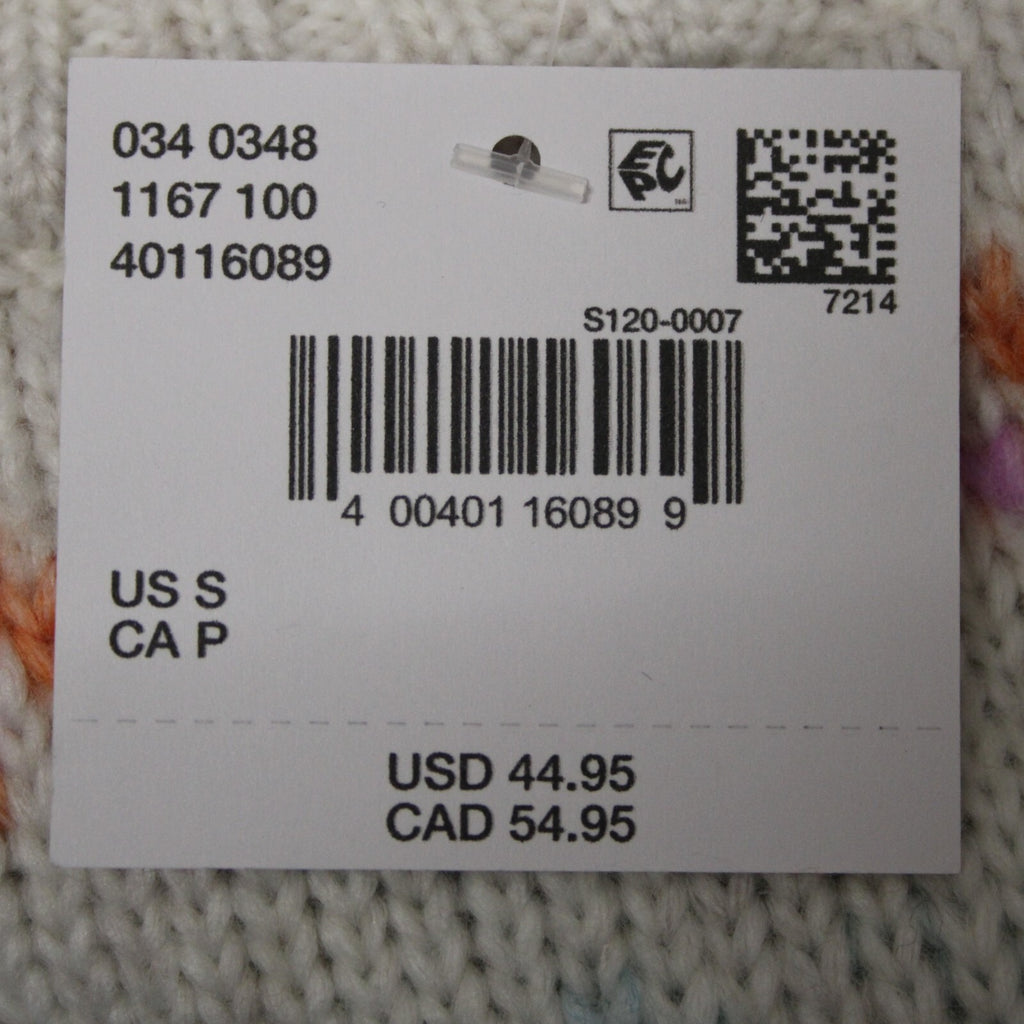 034 0348
1167 100
40116089
EPC
7214
S120-0007
4 00401 16089 9
US S
CA P
USD 44.95
CAD 54.95